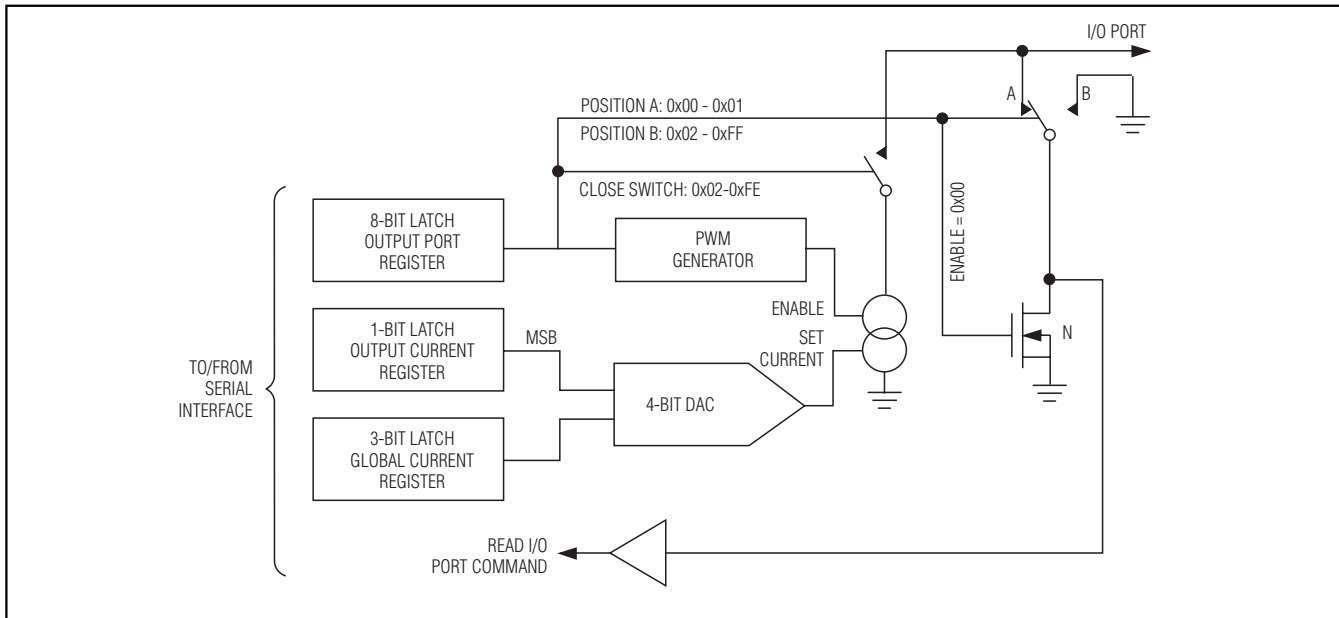 I/O PORT
A
B
POSITION A: 0x00 - 0x01
POSITION B: 0x02 - 0xFF
CLOSE SWITCH: 0x02-0xFE
ENABLE = 0x00
8-BIT LATCH
OUTPUT PORT
REGISTER
PWM
GENERATOR
ENABLE
SET
CURRENT
N
1-BIT LATCH
OUTPUT CURRENT
REGISTER
MSB
TO/FROM
SERIAL
INTERFACE
4-BIT DAC
3-BIT LATCH
GLOBAL CURRENT
REGISTER
READ I/O
PORT COMMAND